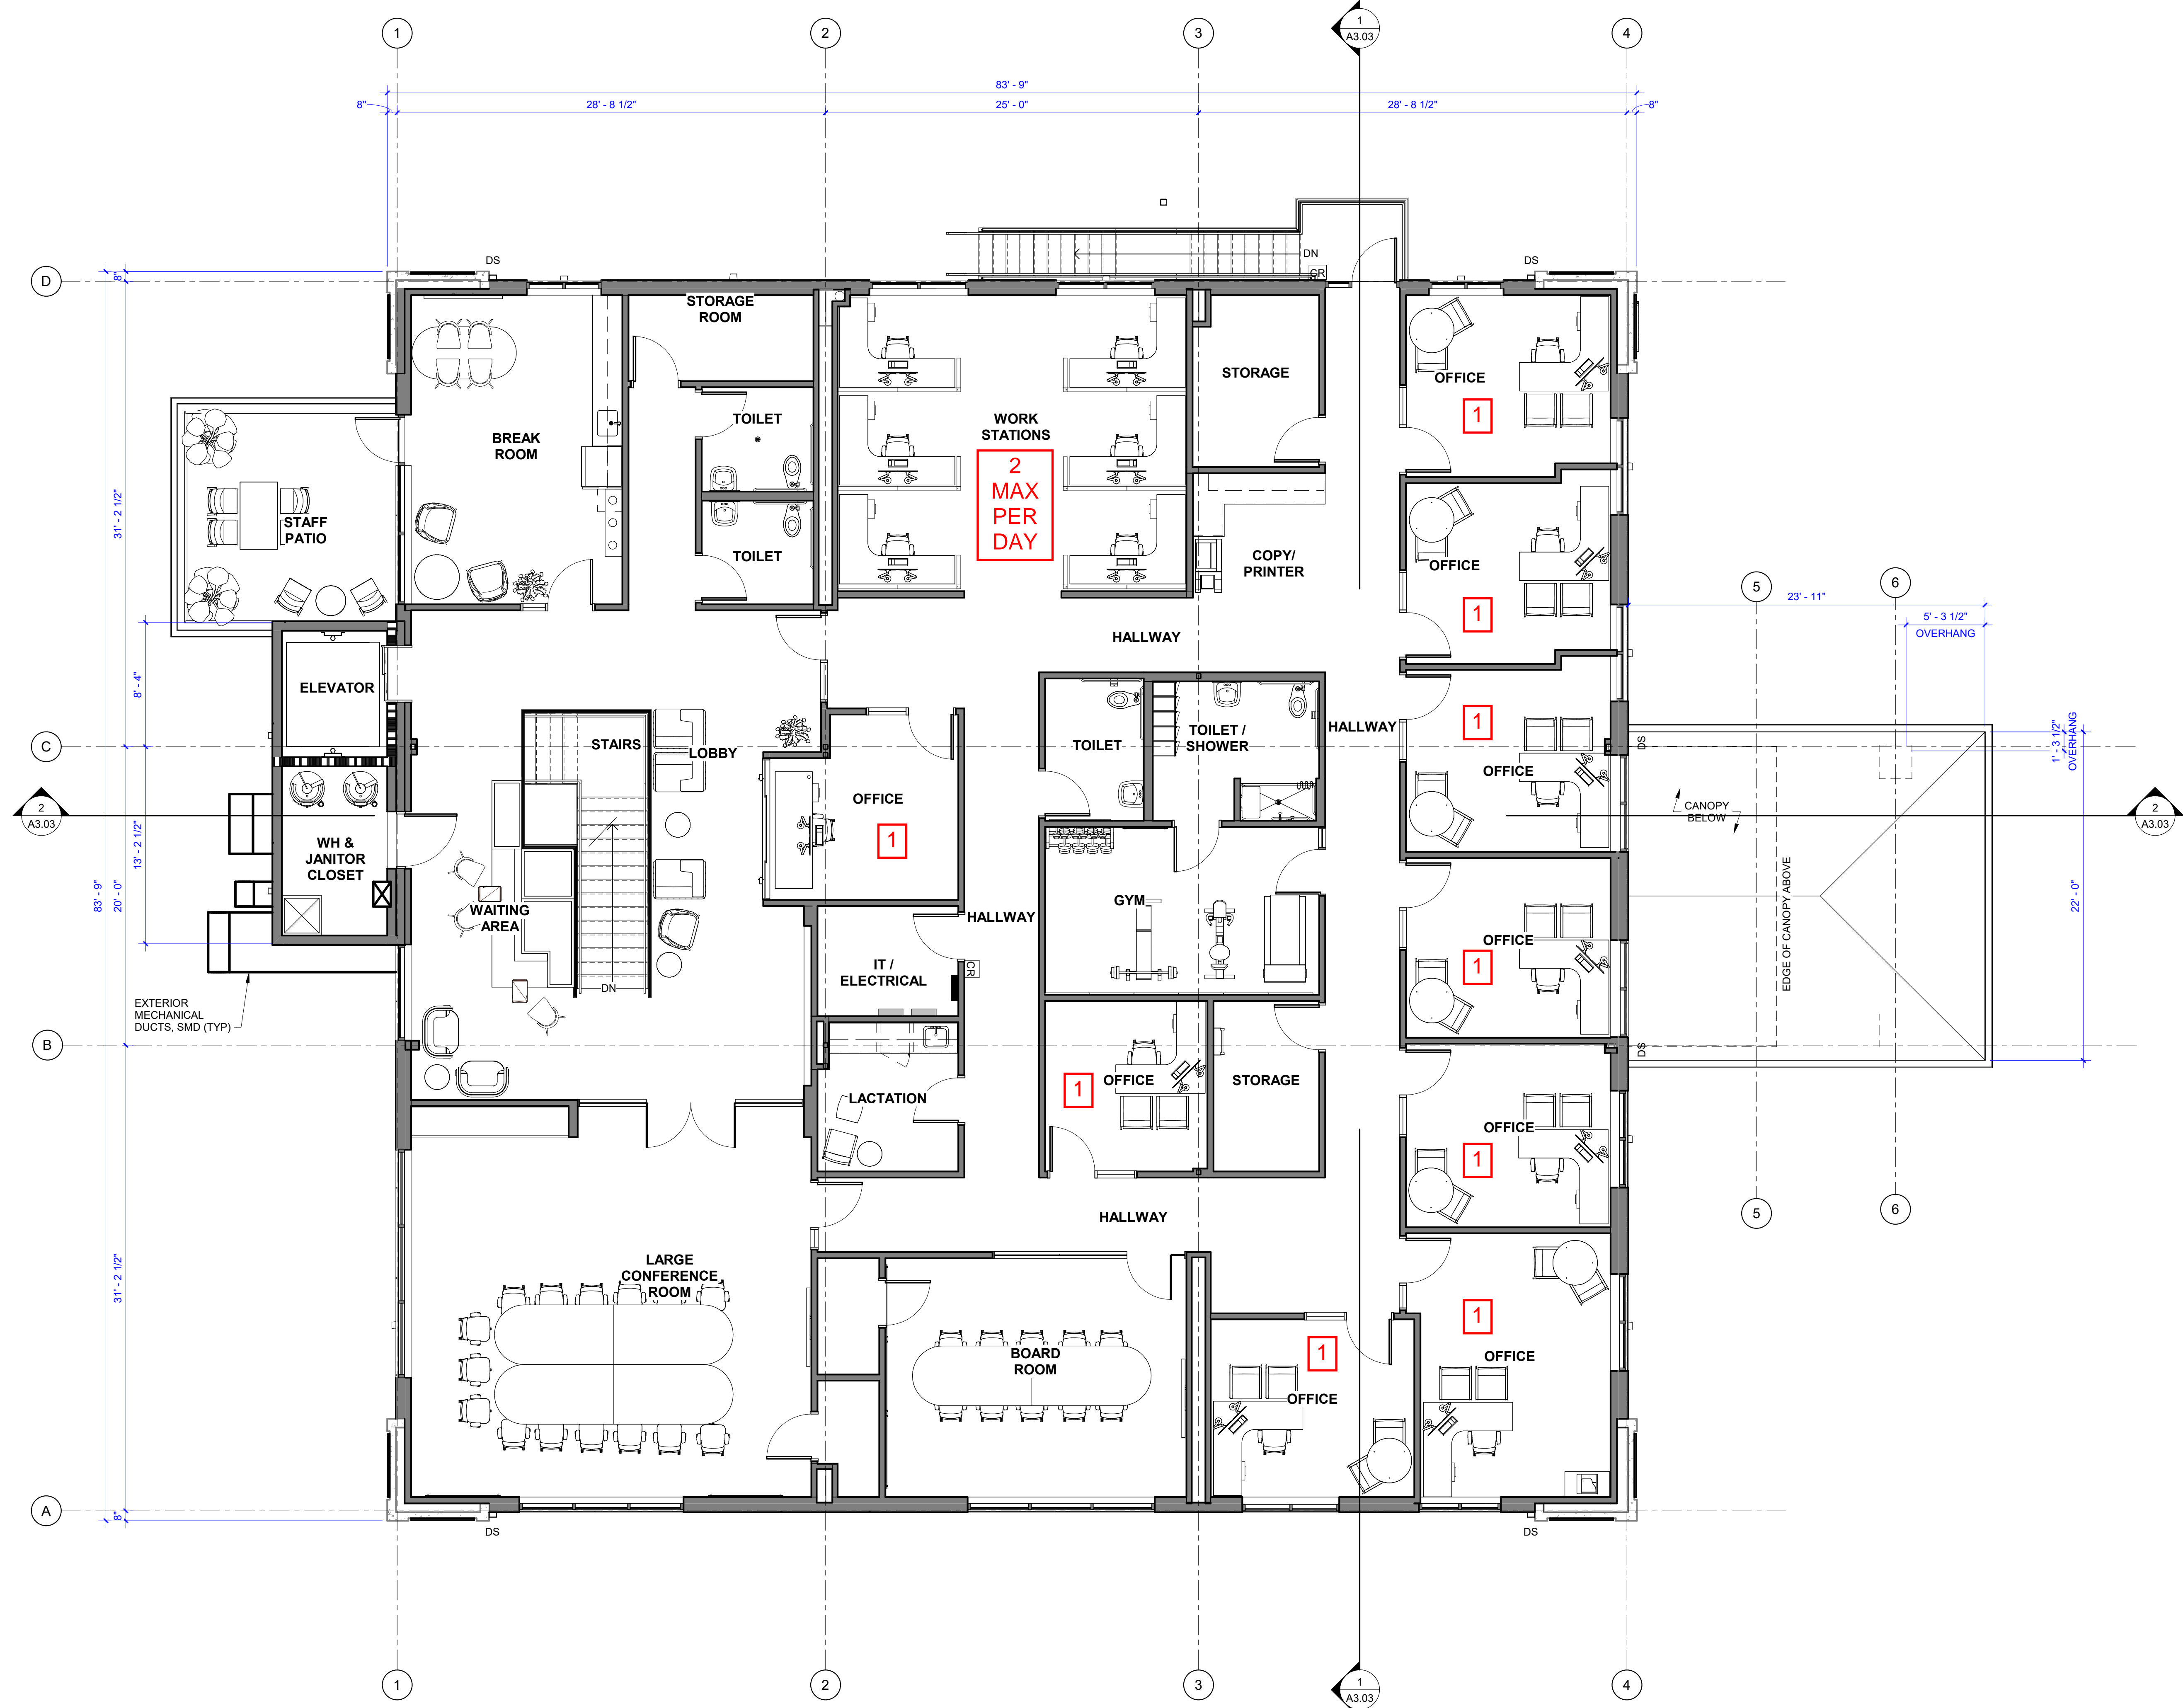 1
2
3
1
A3.03
4
83' - 9"
8"
28' - 8 1/2"
25' - 0"
28' - 8 1/2"
8"
DN
CR
DS
DS
D
8"
STORAGE
ROOM
STORAGE
OFFICE
1
TOILET
WORK
STATIONS
2
MAX
PER
DAY
BREAK
ROOM
31' - 2 1/2"
STAFF
PATIO
TOILET
COPY/
PRINTER
OFFICE
1
5
6
23' - 11"
5' - 3 1/2"
OVERHANG
HALLWAY
8' - 4"
ELEVATOR
STAIRS
LOBBY
TOILET
TOILET /
SHOWER
HALLWAY
1
OFFICE
DS
1' - 3 1/2"
OVERHANG
C
2
A3.03
OFFICE
1
CANOPY
BELOW
2
A3.03
13' - 2 1/2"
WH &
JANITOR
CLOSET
83' - 9"
20' - 0"
WAITING
AREA
HALLWAY
GYM
OFFICE
1
EDGE OF CANOPY ABOVE
22' - 0"
IT /
ELECTRICAL
CR
DN
EXTERIOR
MECHANICAL
DUCTS, SMD (TYP)
B
DS
LACTATION
1
OFFICE
STORAGE
OFFICE
1
5
6
HALLWAY
31' - 2 1/2"
LARGE
CONFERENCE
ROOM
BOARD
ROOM
1
OFFICE
1
OFFICE
A
8"
DS
DS
1
2
3
1
A3.03
4